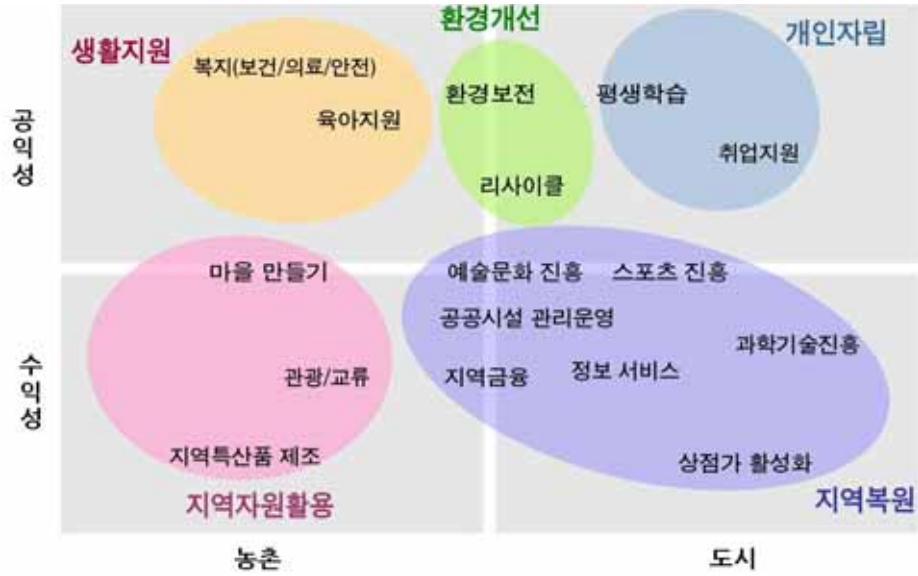 환경개선
생활지원
개인자립
복지(보건/의료/안전)
환경보전
평생학습
육아지원
취업지원
공익성
리사이클
마을 만들기
예술문화 진흥
스포츠 진흥
공공시설 관리운영
과학기술진흥
수익성
관광/교류
지역금융
정보 서비스
지역특산품 제조
상점가 활성화
지역자원활용
지역복원
농촌
도시